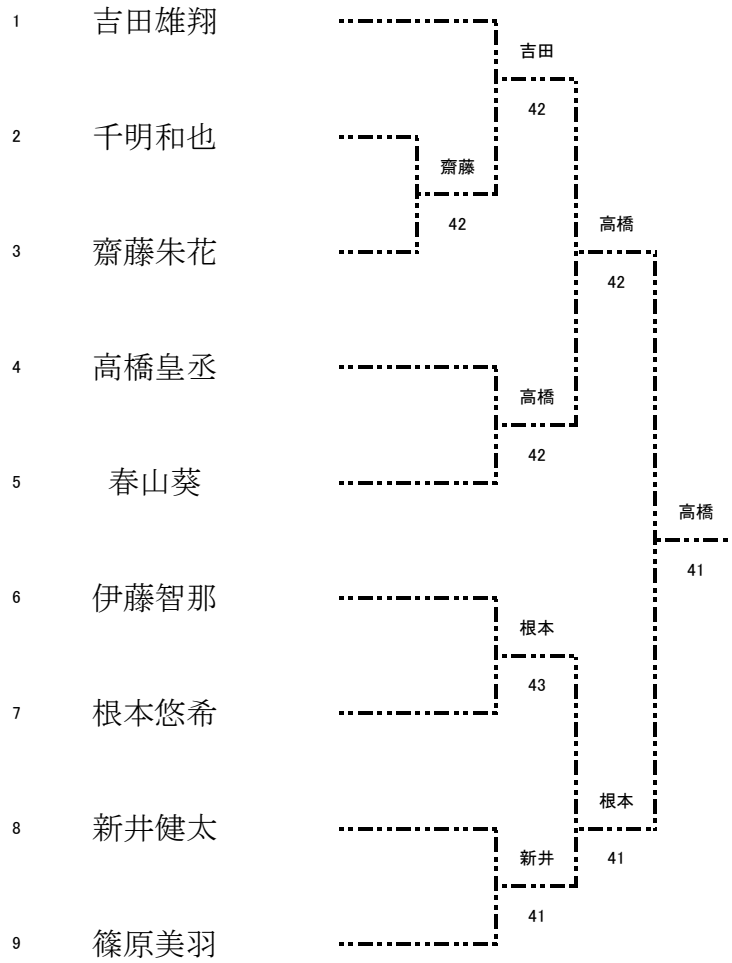 1 吉田雄翔
吉田
42
2 千明和也
齋藤
42
3 齋藤朱花
高橋
42
4 高橋皇丞
高橋
42
5 春山葵
高橋
41
6 伊藤智那
根本
43
7 根本悠希
根本
41
8 新井健太
新井
41
9 篠原美羽